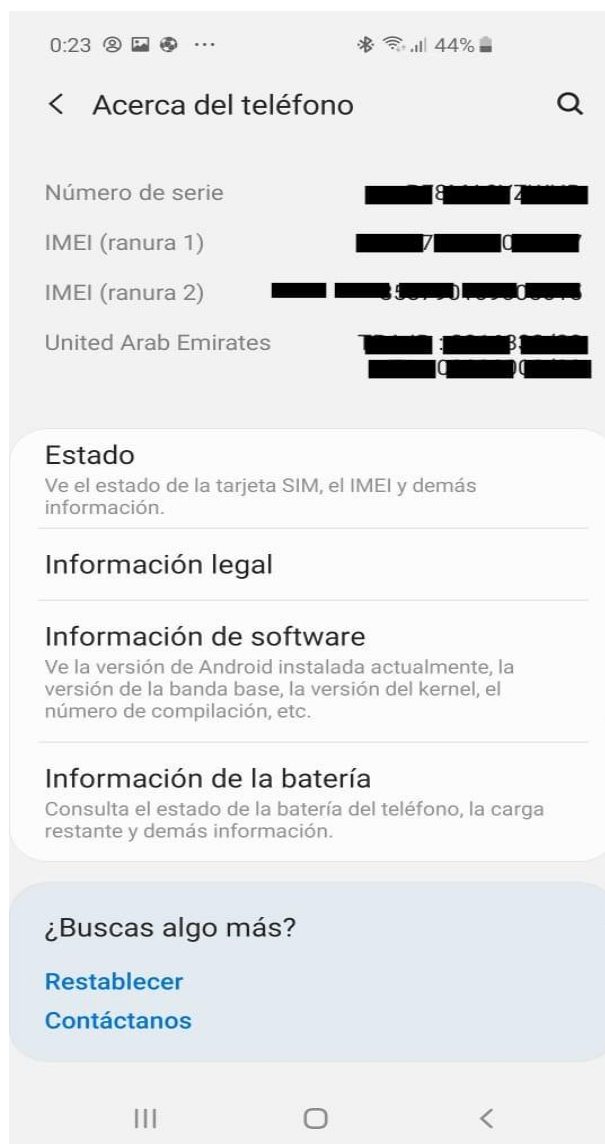 0:23 44%
Acerca del teléfono
Número de serie
IMEI (ranura 1)
IMEI (ranura 2)
United Arab Emirates
Estado
Ve el estado de la tarjeta SIM, el IMEI y demás
información.
Información legal
Información de software
Ve la versión de Android instalada actualmente, la
versión de la banda base, la versión del kernel, el
número de compilación, etc.
Información de la batería
Consulta el estado de la batería del teléfono, la carga
restante y demás información.
¿Buscas algo más?
Restablecer
Contáctanos